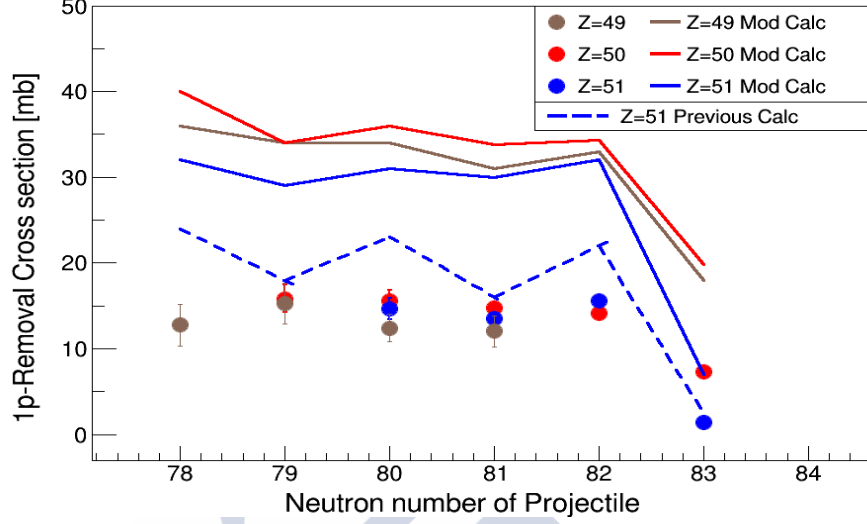 50
40
30
20
10
0
1p-Removal Cross section [mb]
Z=49 Z=49 Mod Calc
Z=50 Z=50 Mod Calc
Z=51 Z=51 Mod Calc
Z=51 Previous Calc
78 79 80 81 82 83 84
Neutron number of Projectile